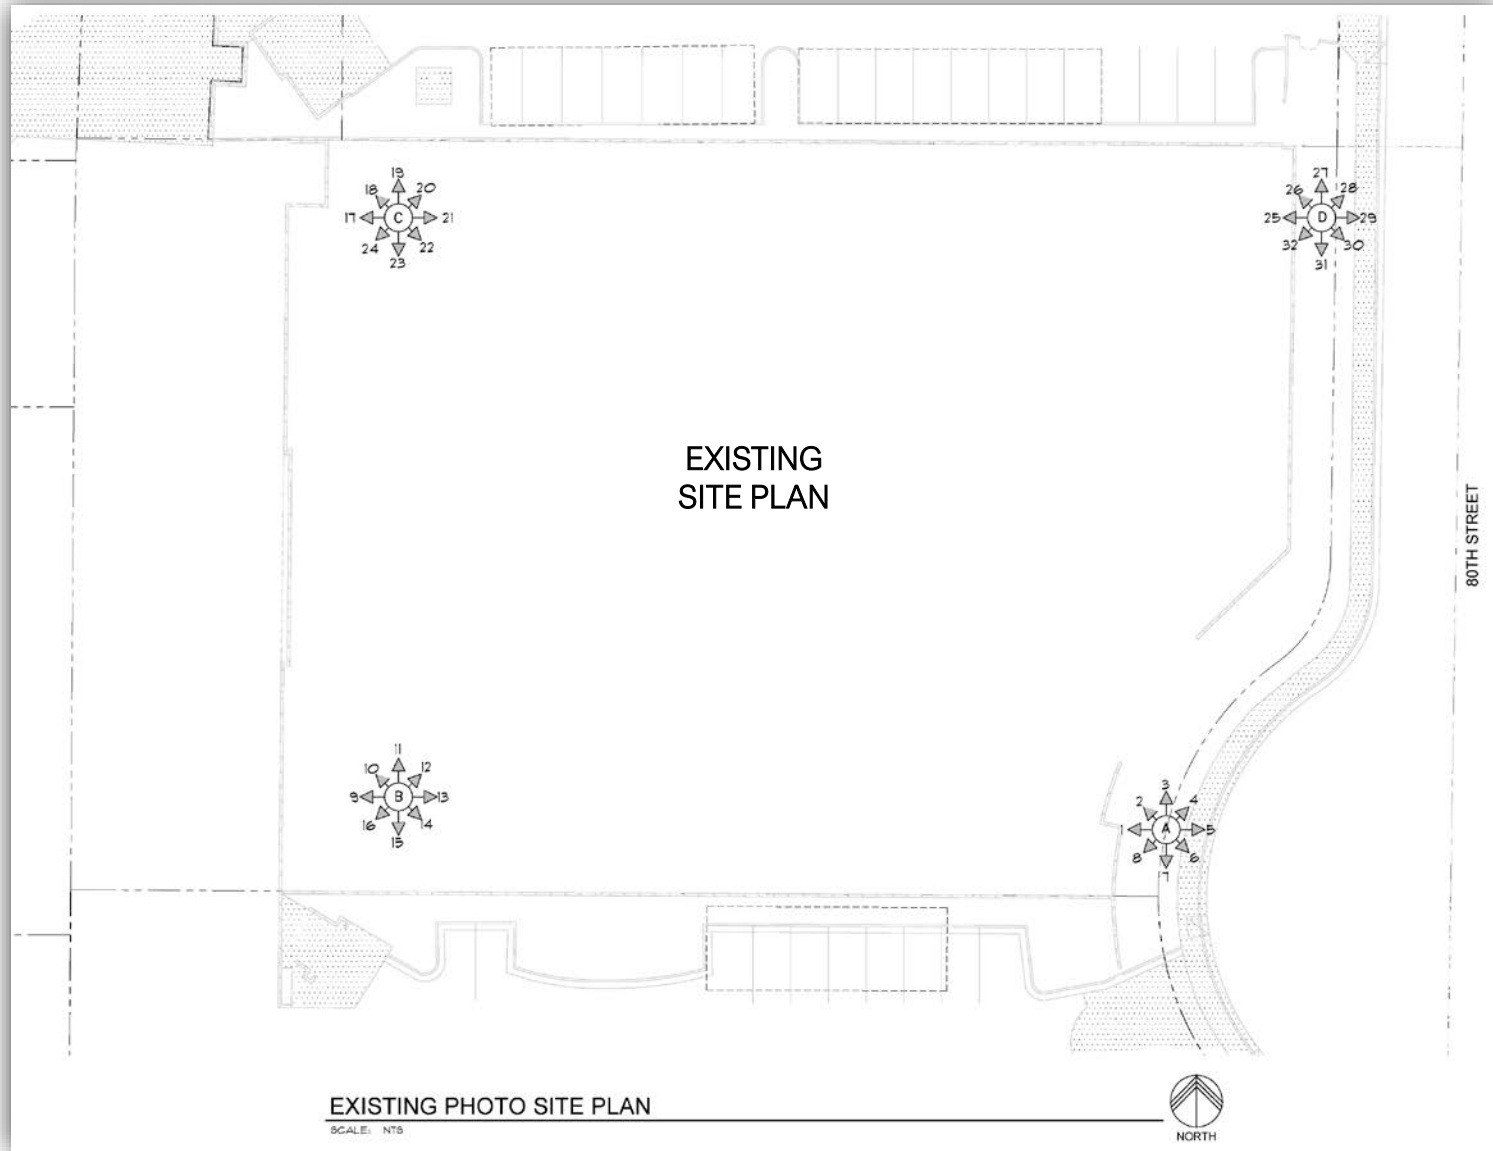 19
18 20
17 C 21
24 22
23
27
26 28
25 D 29
32 30
31
EXISTING
SITE PLAN
80TH STREET
11
10 12
9 B 13
16 14
15
3
2 4
1 A 5
8 6
7
EXISTING PHOTO SITE PLAN
SCALE: NTS
NORTH